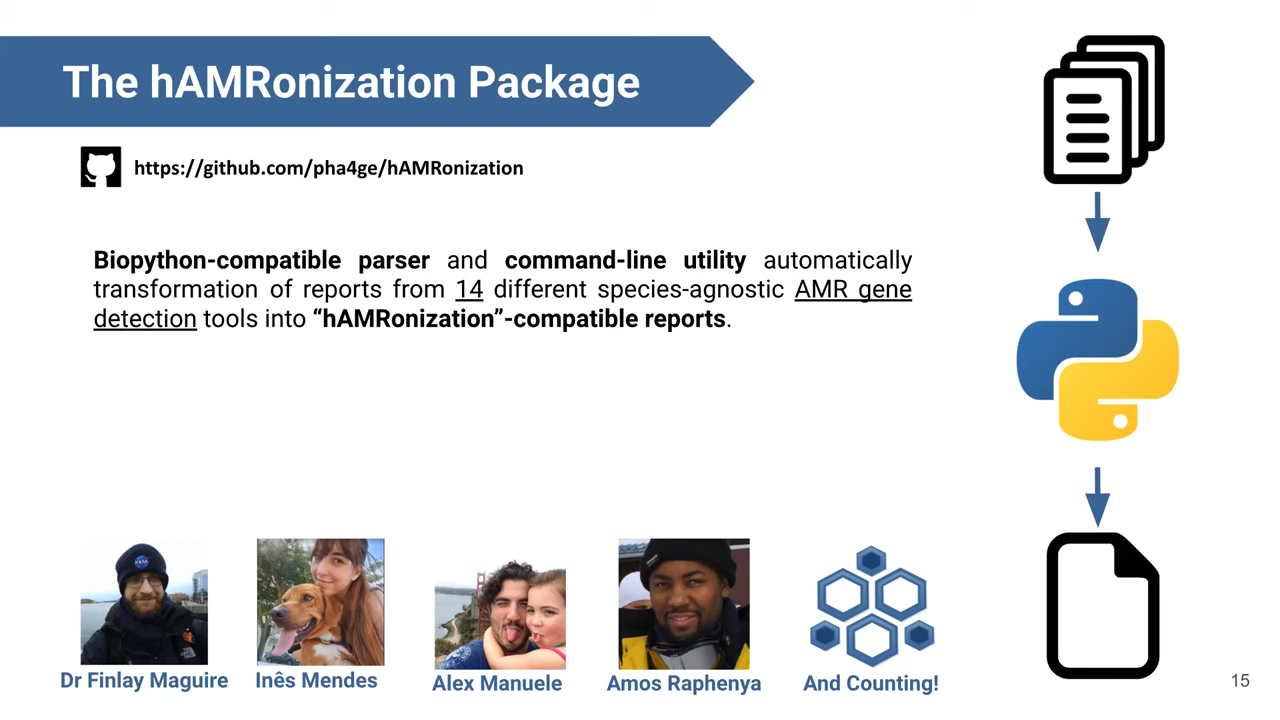 The hAMRonization Package
https://github.com/pha4ge/hAMRonization
Biopython-compatible parser and command-line utility automatically
transformation of reports from 14 different species-agnostic AMR gene
detection tools into “hAMRonization”-compatible reports.
NASA
Dr Finlay Maguire
Inês Mendes
Alex Manuele
Amos Raphenya
And Counting!
15